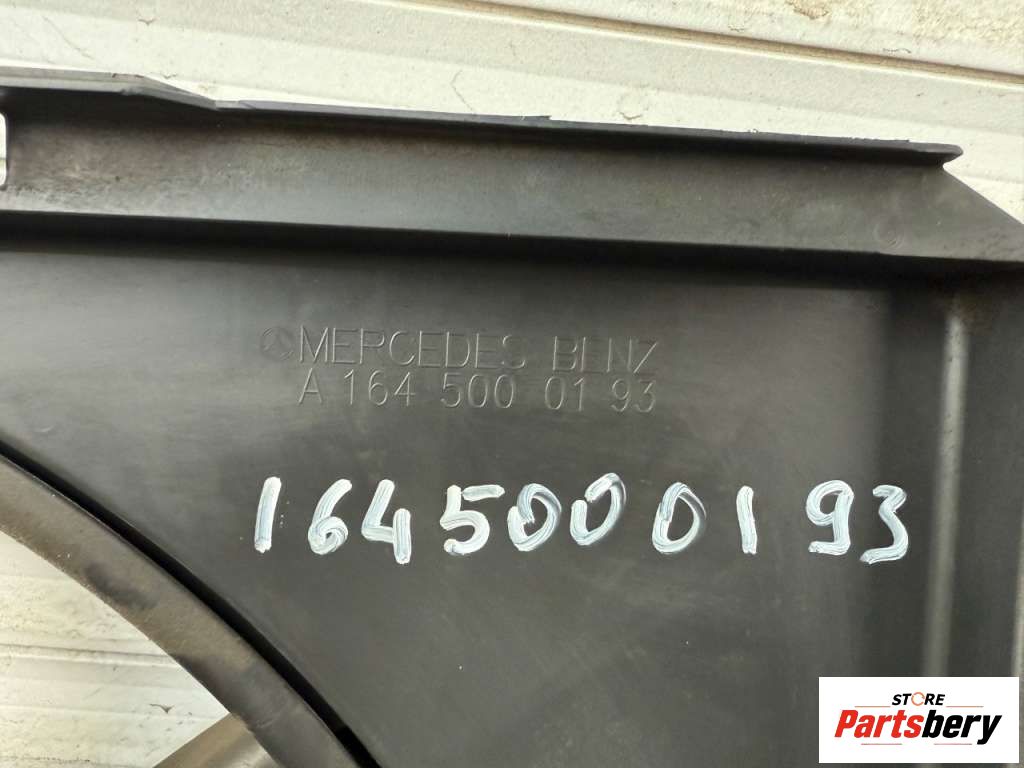 MERCEDES BENZ
A 164 500 01 93
1645000193
STORE
Partsbery